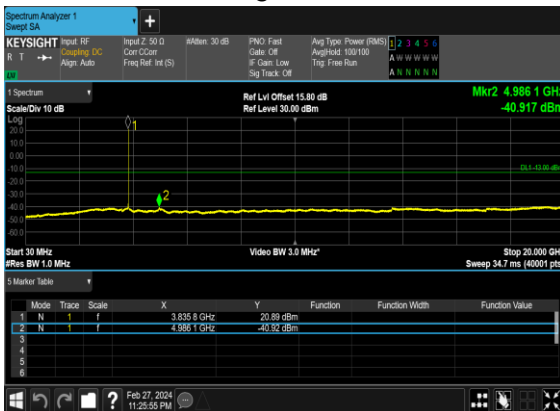 Spectrum Analyzer 1
Swept SA
KEYSIGHT
R T
LV
Input: RF
Coupling: DC
Align: Auto
Input Z: 50 Ω
Corr CCorr
Freq Ref: Int (S)
#Atten: 30 dB
PNO: Fast
Gate: Off
IF Gain: Low
Sig Track: Off
Avg Type: Power (RMS)
Avg|Hold: 100/100
Trig: Free Run
1 2 3 4 5 6
A W W W W W
A N N N N N
1 Spectrum
Scale/Div 10 dB
Ref Lvl Offset 15.80 dB
Ref Level 30.00 dBm
Mkr2 4.986 1 GHz
-40.917 dBm
Log
20.0
10.0
0.00
-10.0
-20.0
-30.0
-40.0
-50.0
-60.0
1
2
DL1 -13.00 dBm
Start 30 MHz
#Res BW 1.0 MHz
Video BW 3.0 MHz*
Stop 20.000 GH
Sweep 34.7 ms (40001 pts
5 Marker Table
Mode Trace Scale X Y Function Function Width Function Value
1 N 1 f 3.835 8 GHz 20.89 dBm
2 N 1 f 4.986 1 GHz -40.92 dBm
3
4
5
6
?
Feb 27, 2024
11:25:55 PM